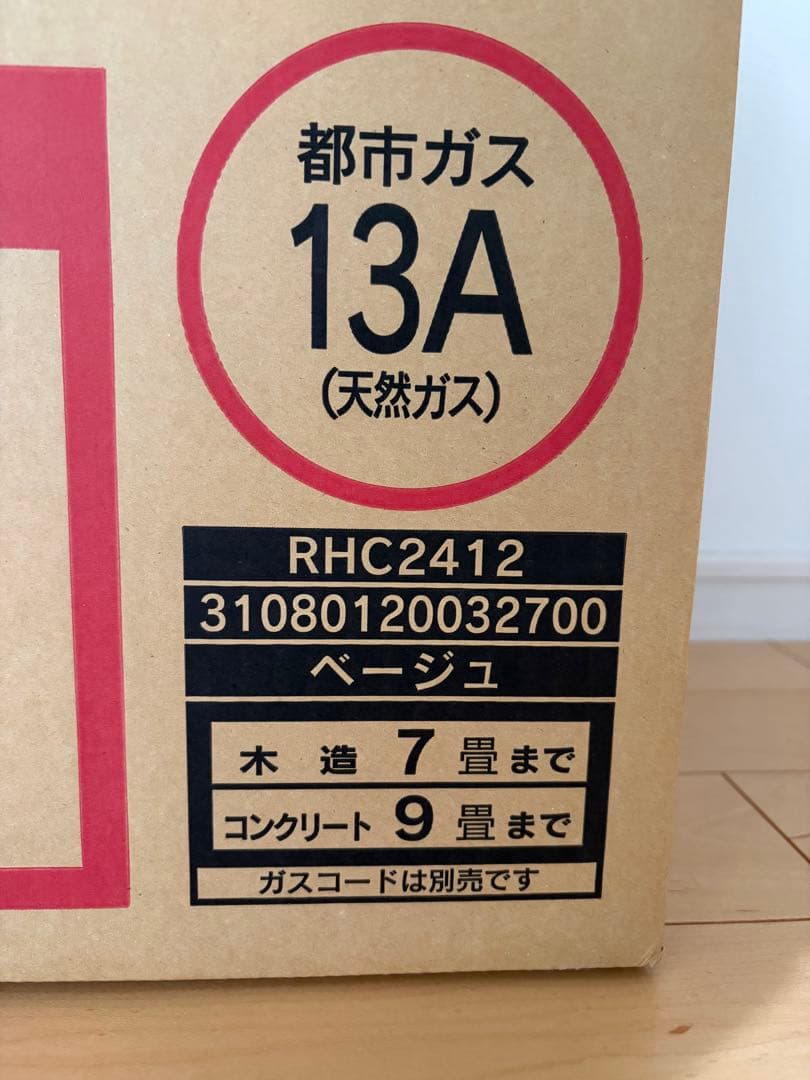 都市ガス
13A
(天然ガス)
RHC2412
31080120032700
ベージュ
木造 7 畳まで
コンクリート 9 畳まで
ガスコードは別売です